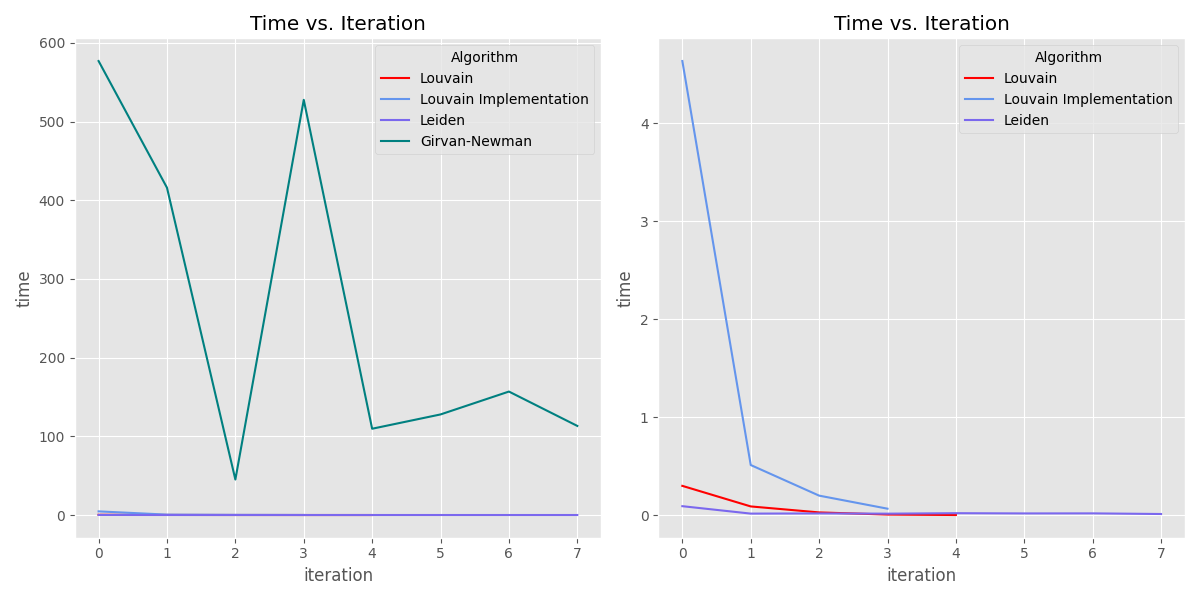 Time vs. Iteration
600
500
400
300
200
100
0
time
0 1 2 3 4 5 6 7
iteration
Algorithm
Louvain
Louvain Implementation
Leiden
Girvan-Newman
Time vs. Iteration
4
3
2
1
0
time
0 1 2 3 4 5 6 7
iteration
Algorithm
Louvain
Louvain Implementation
Leiden